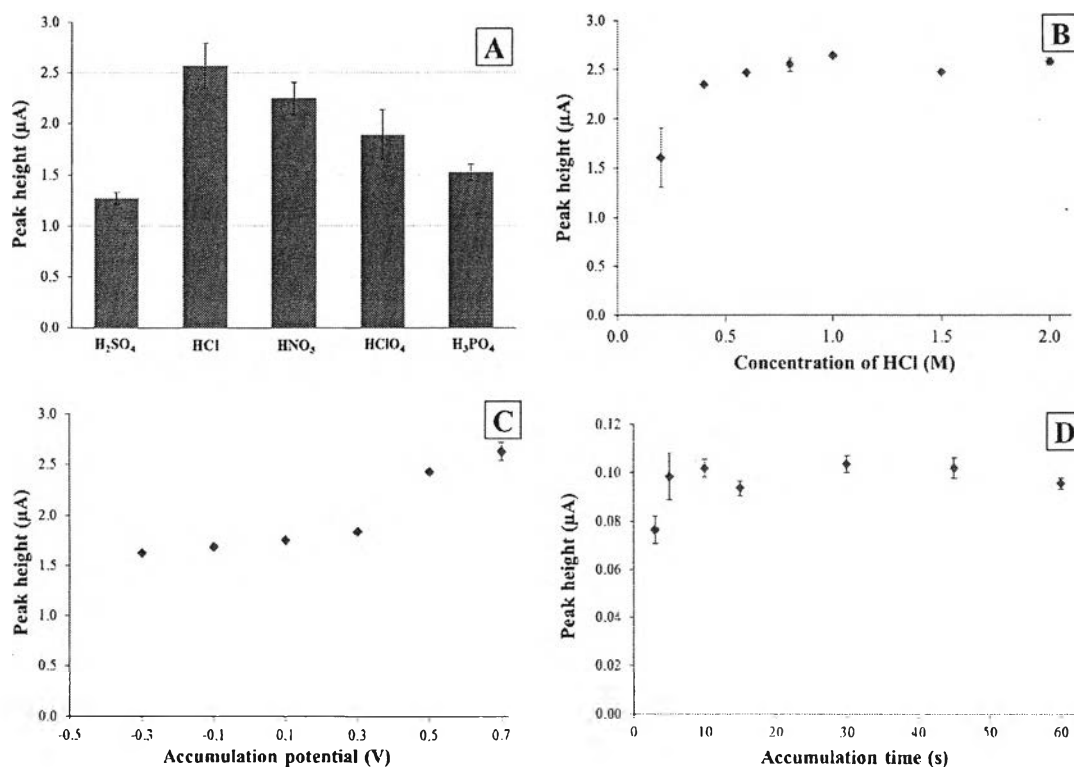 A
3.0
2.5
2.0
1.5
1.0
0.5
0.0
Peak height (µA)
H₂SO₄ HCl HNO₃ HClO₄ H₃PO₄
B
3.0
2.5
2.0
1.5
1.0
0.5
0.0
Peak height (µA)
0.0 0.5 1.0 1.5 2.0
Concentration of HCl (M)
C
3.0
2.5
2.0
1.5
1.0
0.5
0.0
Peak height (µA)
-0.5 -0.3 -0.1 0.1 0.3 0.5 0.7
Accumulation potential (V)
D
0.12
0.10
0.08
0.06
0.04
0.02
0.00
Peak height (µA)
0 10 20 30 40 50 60
Accumulation time (s)